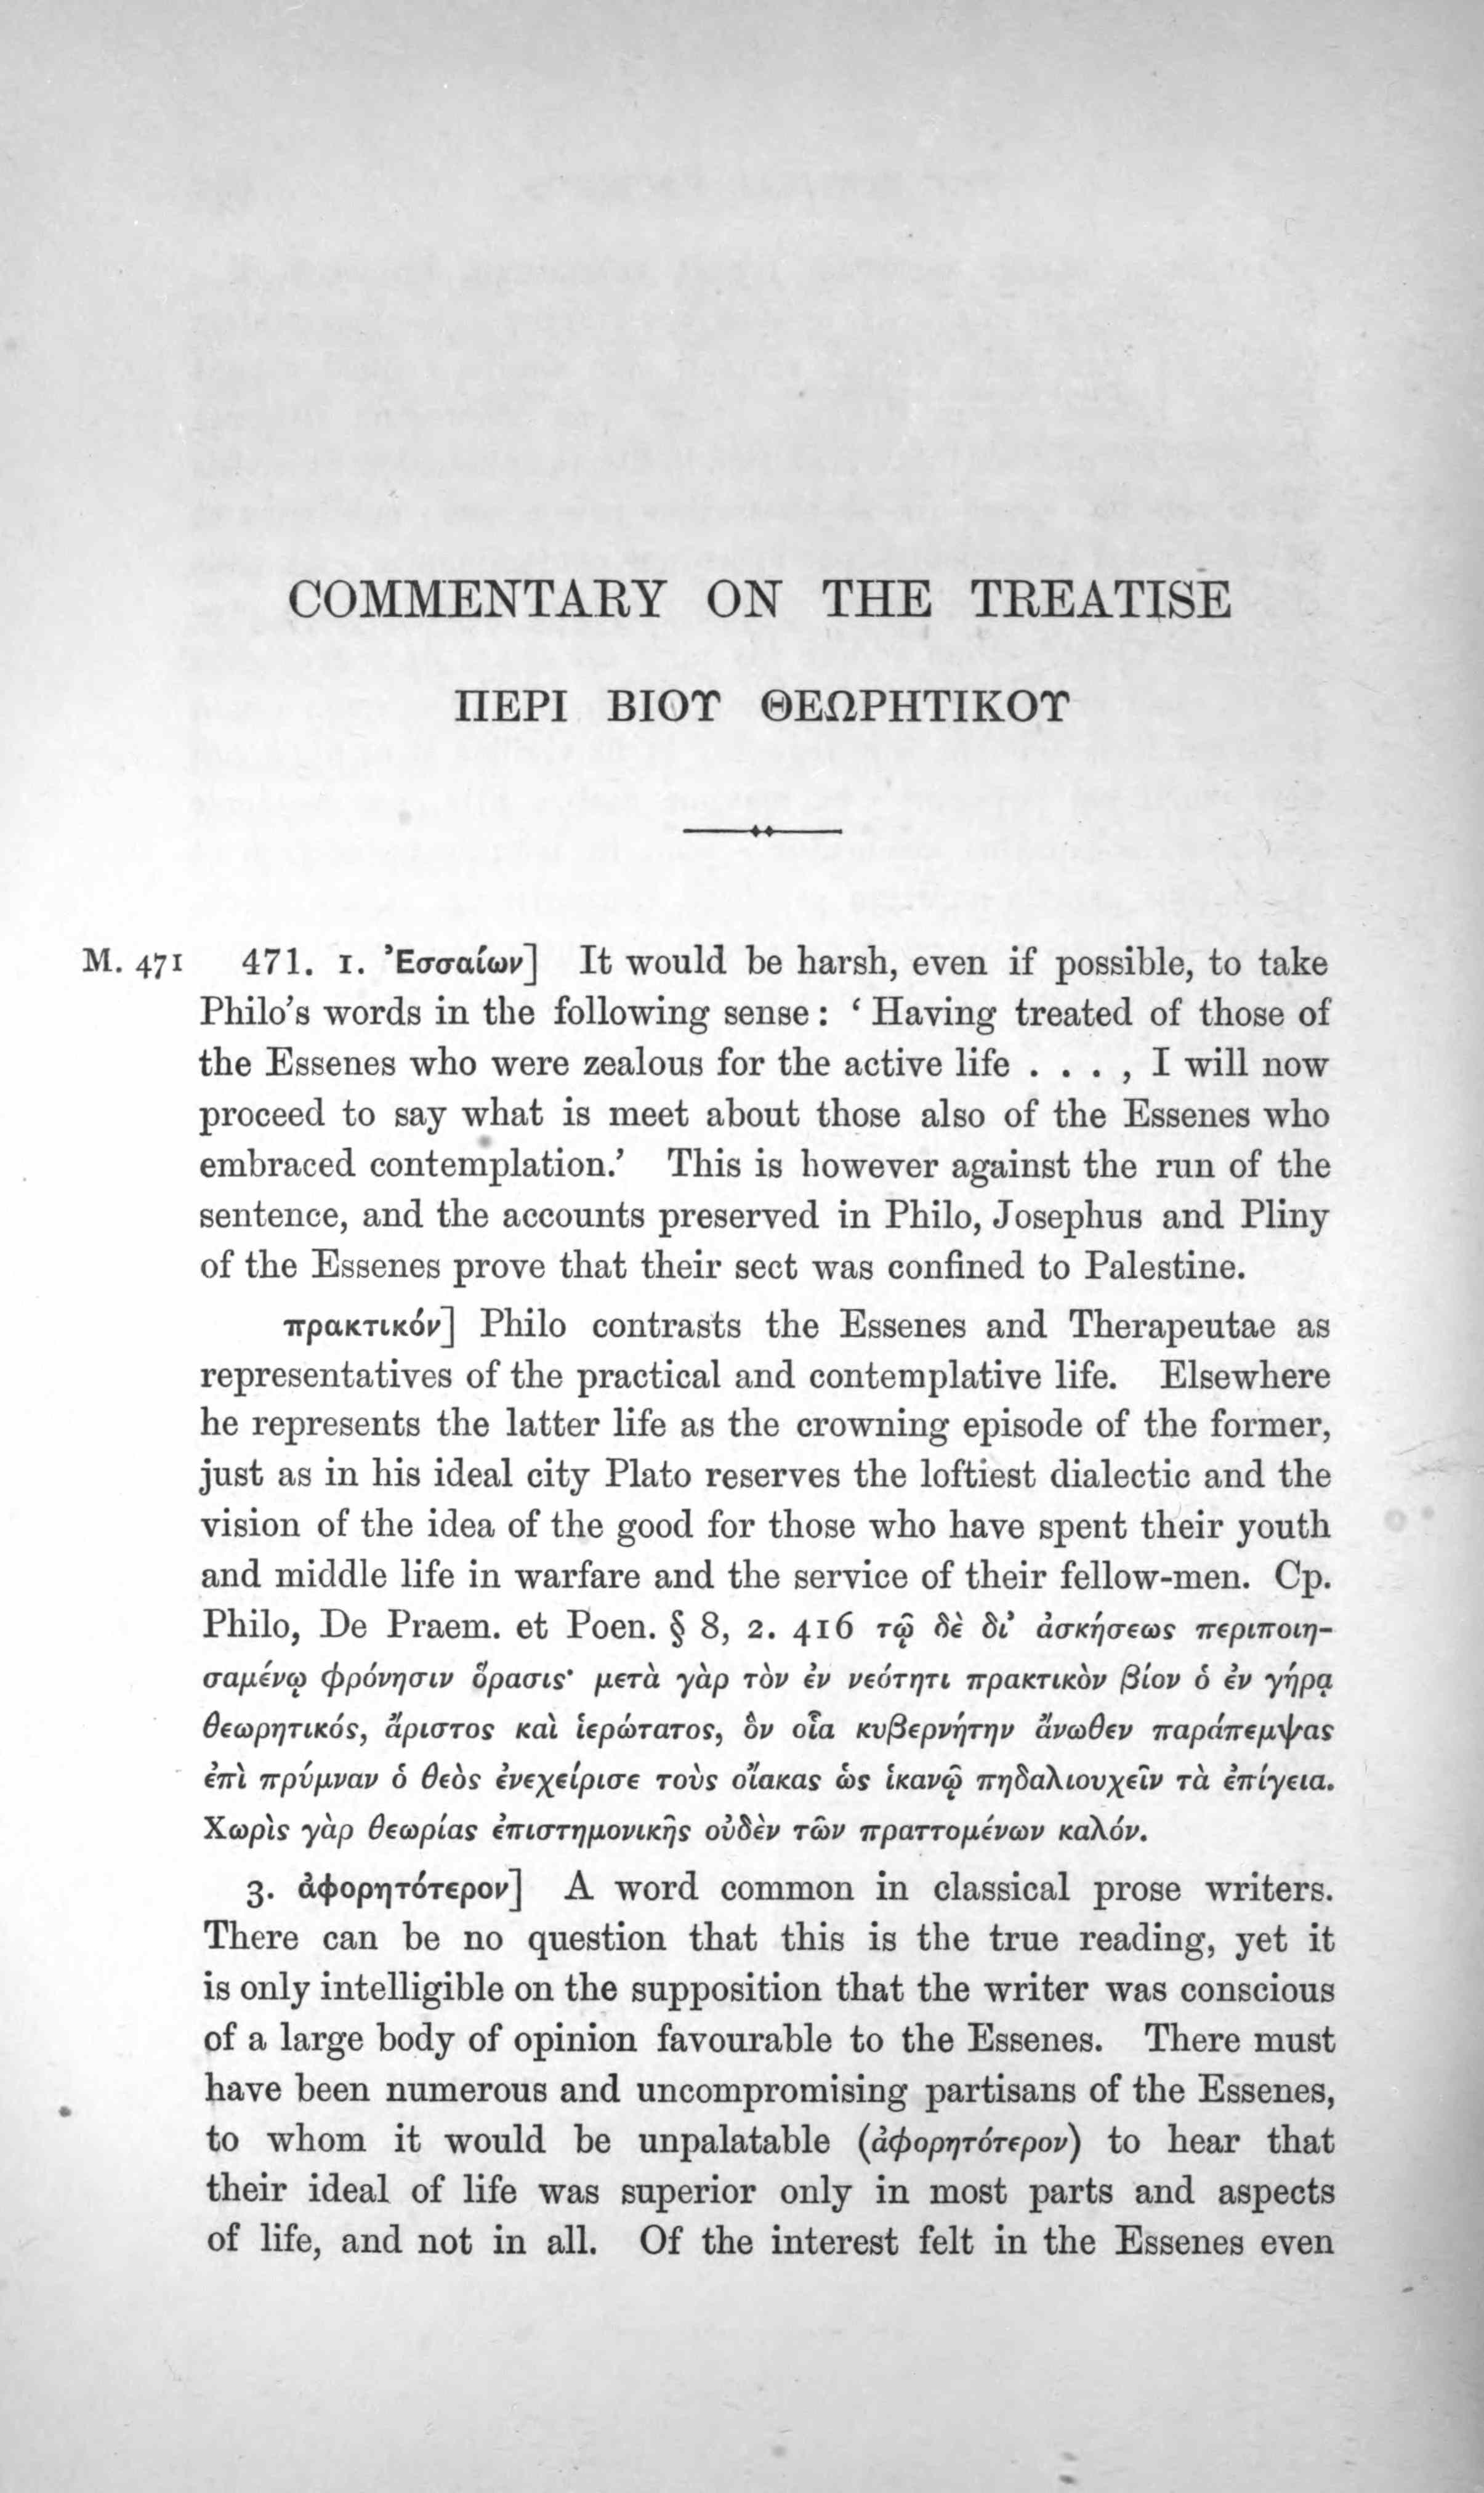 COMMENTARY ON THE TREATISE
ΠΕΡΙ ΒΙΟΥ ΘΕΩΡΗΤΙΚΟΥ
M. 471 471. 1. Ἐσσαίων] It would be harsh, even if possible, to take
Philo's words in the following sense: ‘Having treated of those of
the Essenes who were zealous for the active life . . . , I will now
proceed to say what is meet about those also of the Essenes who
embraced contemplation.’ This is however against the run of the
sentence, and the accounts preserved in Philo, Josephus and Pliny
of the Essenes prove that their sect was confined to Palestine.
πρακτικόν] Philo contrasts the Essenes and Therapeutae as
representatives of the practical and contemplative life. Elsewhere
he represents the latter life as the crowning episode of the former,
just as in his ideal city Plato reserves the loftiest dialectic and the
vision of the idea of the good for those who have spent their youth
and middle life in warfare and the service of their fellow-men. Cp.
Philo, De Praem. et Poen. § 8, 2. 416 τῷ δὲ δι᾽ ἀσκήσεως περιποιη-
σαμένῳ φρόνησιν ὅρασις· μετὰ γὰρ τὸν ἐν νεότητι πρακτικὸν βίον ὁ ἐν γήρᾳ
θεωρητικός, ἄριστος καὶ ἱερώτατος, ὃν οἷα κυβερνήτην ἄνωθεν παράπεμψας
ἐπὶ πρύμναν ὁ θεὸς ἐνεχείρισε τοὺς οἴακας ὡς ἱκανῷ πηδαλιουχεῖν τὰ ἐπίγεια.
Χωρὶς γὰρ θεωρίας ἐπιστημονικῆς οὐδὲν τῶν πραττομένων καλόν.
3. ἀφορητότερον] A word common in classical prose writers.
There can be no question that this is the true reading, yet it
is only intelligible on the supposition that the writer was conscious
of a large body of opinion favourable to the Essenes. There must
have been numerous and uncompromising partisans of the Essenes,
to whom it would be unpalatable (ἀφορητότερον) to hear that
their ideal of life was superior only in most parts and aspects
of life, and not in all. Of the interest felt in the Essenes even